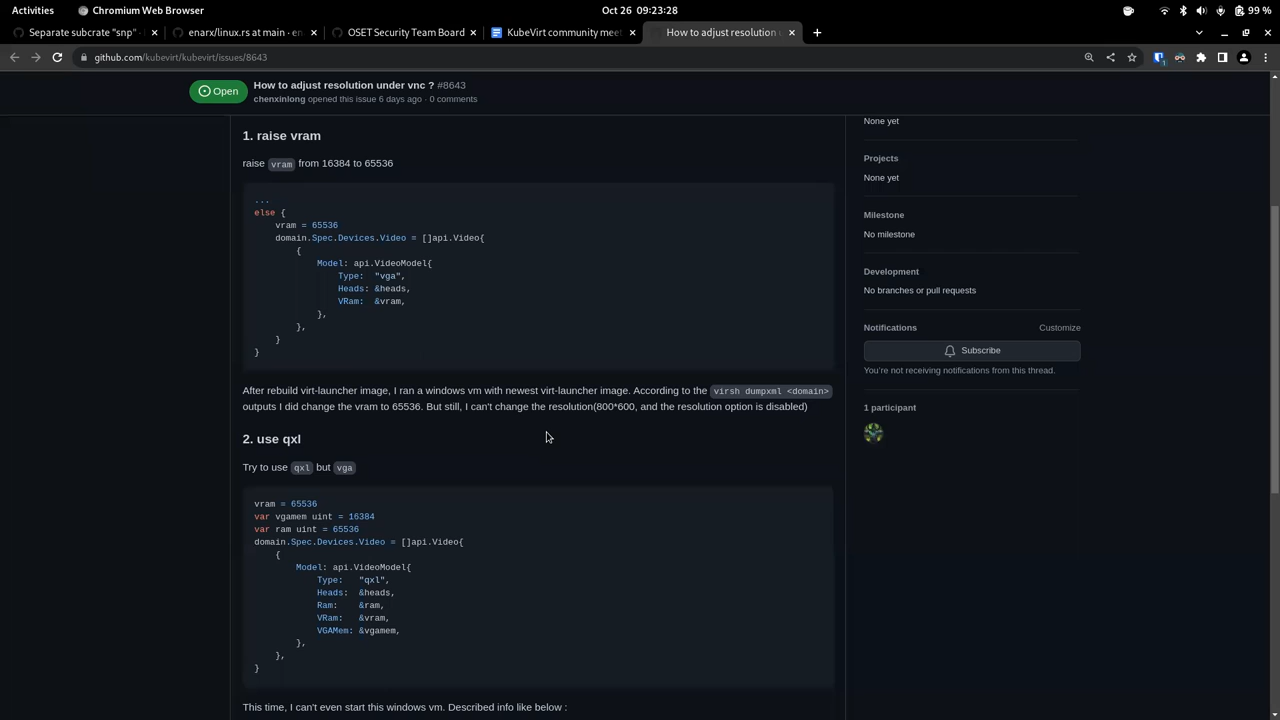 Activities
Chromium Web Browser
Oct 26 09:23:28
99 %
Separate subcrate "snp" ·
enarx/linux.rs at main · en
OSET Security Team Board
KubeVirt community mee
How to adjust resolution
github.com/kubevirt/kubevirt/issues/8643
1
Open
How to adjust resolution under vnc ? #8643
chenxinlong opened this issue 6 days ago · 0 comments
1. raise vram
raise vram from 16384 to 65536
...
else {
    vram = 65536
    domain.Spec.Devices.Video = []api.Video{
        {
            Model: api.VideoModel{
                Type:  "vga",
                Heads: &heads,
                VRam:  &vram,
            },
        },
    }
}
After rebuild virt-launcher image, I ran a windows vm with newest virt-launcher image. According to the virsh dumpxml <domain>
outputs I did change the vram to 65536. But still, I can't change the resolution(800*600, and the resolution option is disabled)
2. use qxl
Try to use qxl but vga
vram = 65536
var vgamem uint = 16384
var ram uint = 65536
domain.Spec.Devices.Video = []api.Video{
    {
        Model: api.VideoModel{
            Type:   "qxl",
            Heads:  &heads,
            Ram:    &ram,
            VRam:   &vram,
            VGAMem: &vgamem,
        },
    },
}
This time, I can't even start this windows vm. Described info like below :
None yet
Projects
None yet
Milestone
No milestone
Development
No branches or pull requests
Notifications
Customize
Subscribe
You're not receiving notifications from this thread.
1 participant